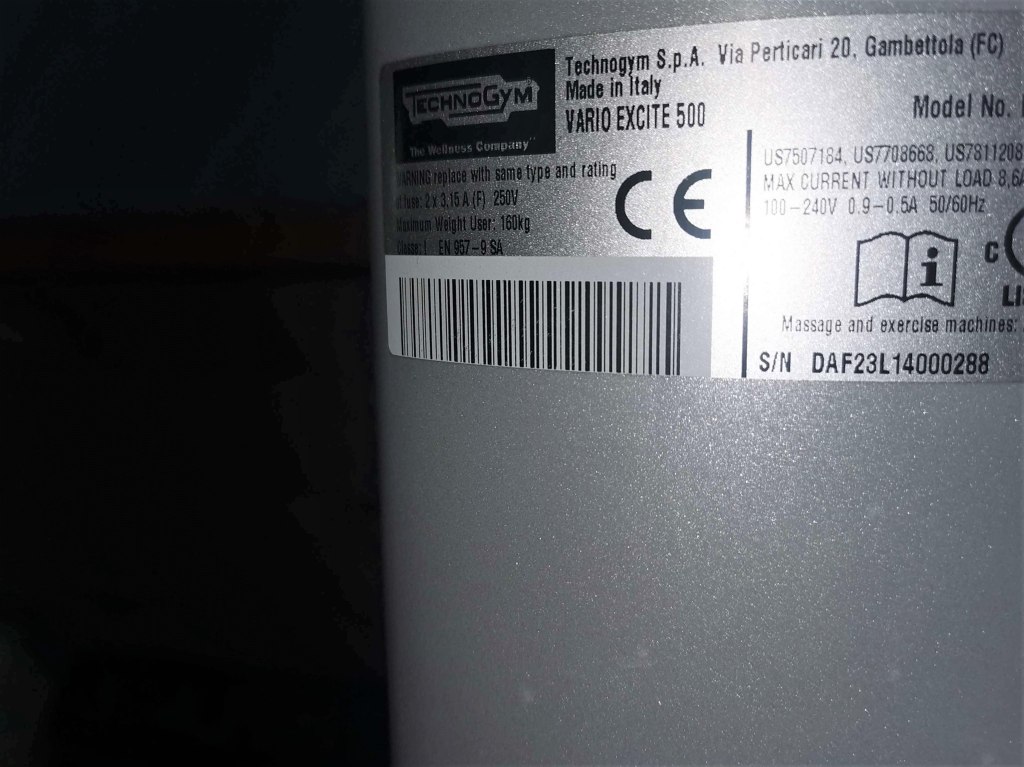 TECHNOGYM
The Wellness Company
Technogym S.p.A. Via Perticari 20, Gambettola (FC)
Made in Italy
VARIO EXCITE 500
Model No.
WARNING replace with same type and rating
fuse: 2 x 3,15 A (F) 250V
Maximum Weight User: 160kg
Classe: I EN 957-9 SA
CE
US7507184, US7708668, US7811208
MAX CURRENT WITHOUT LOAD 8,6A
100-240V 0.9-0.5A 50/60Hz
i
C
Massage and exercise machines:
S/N DAF23L14000288